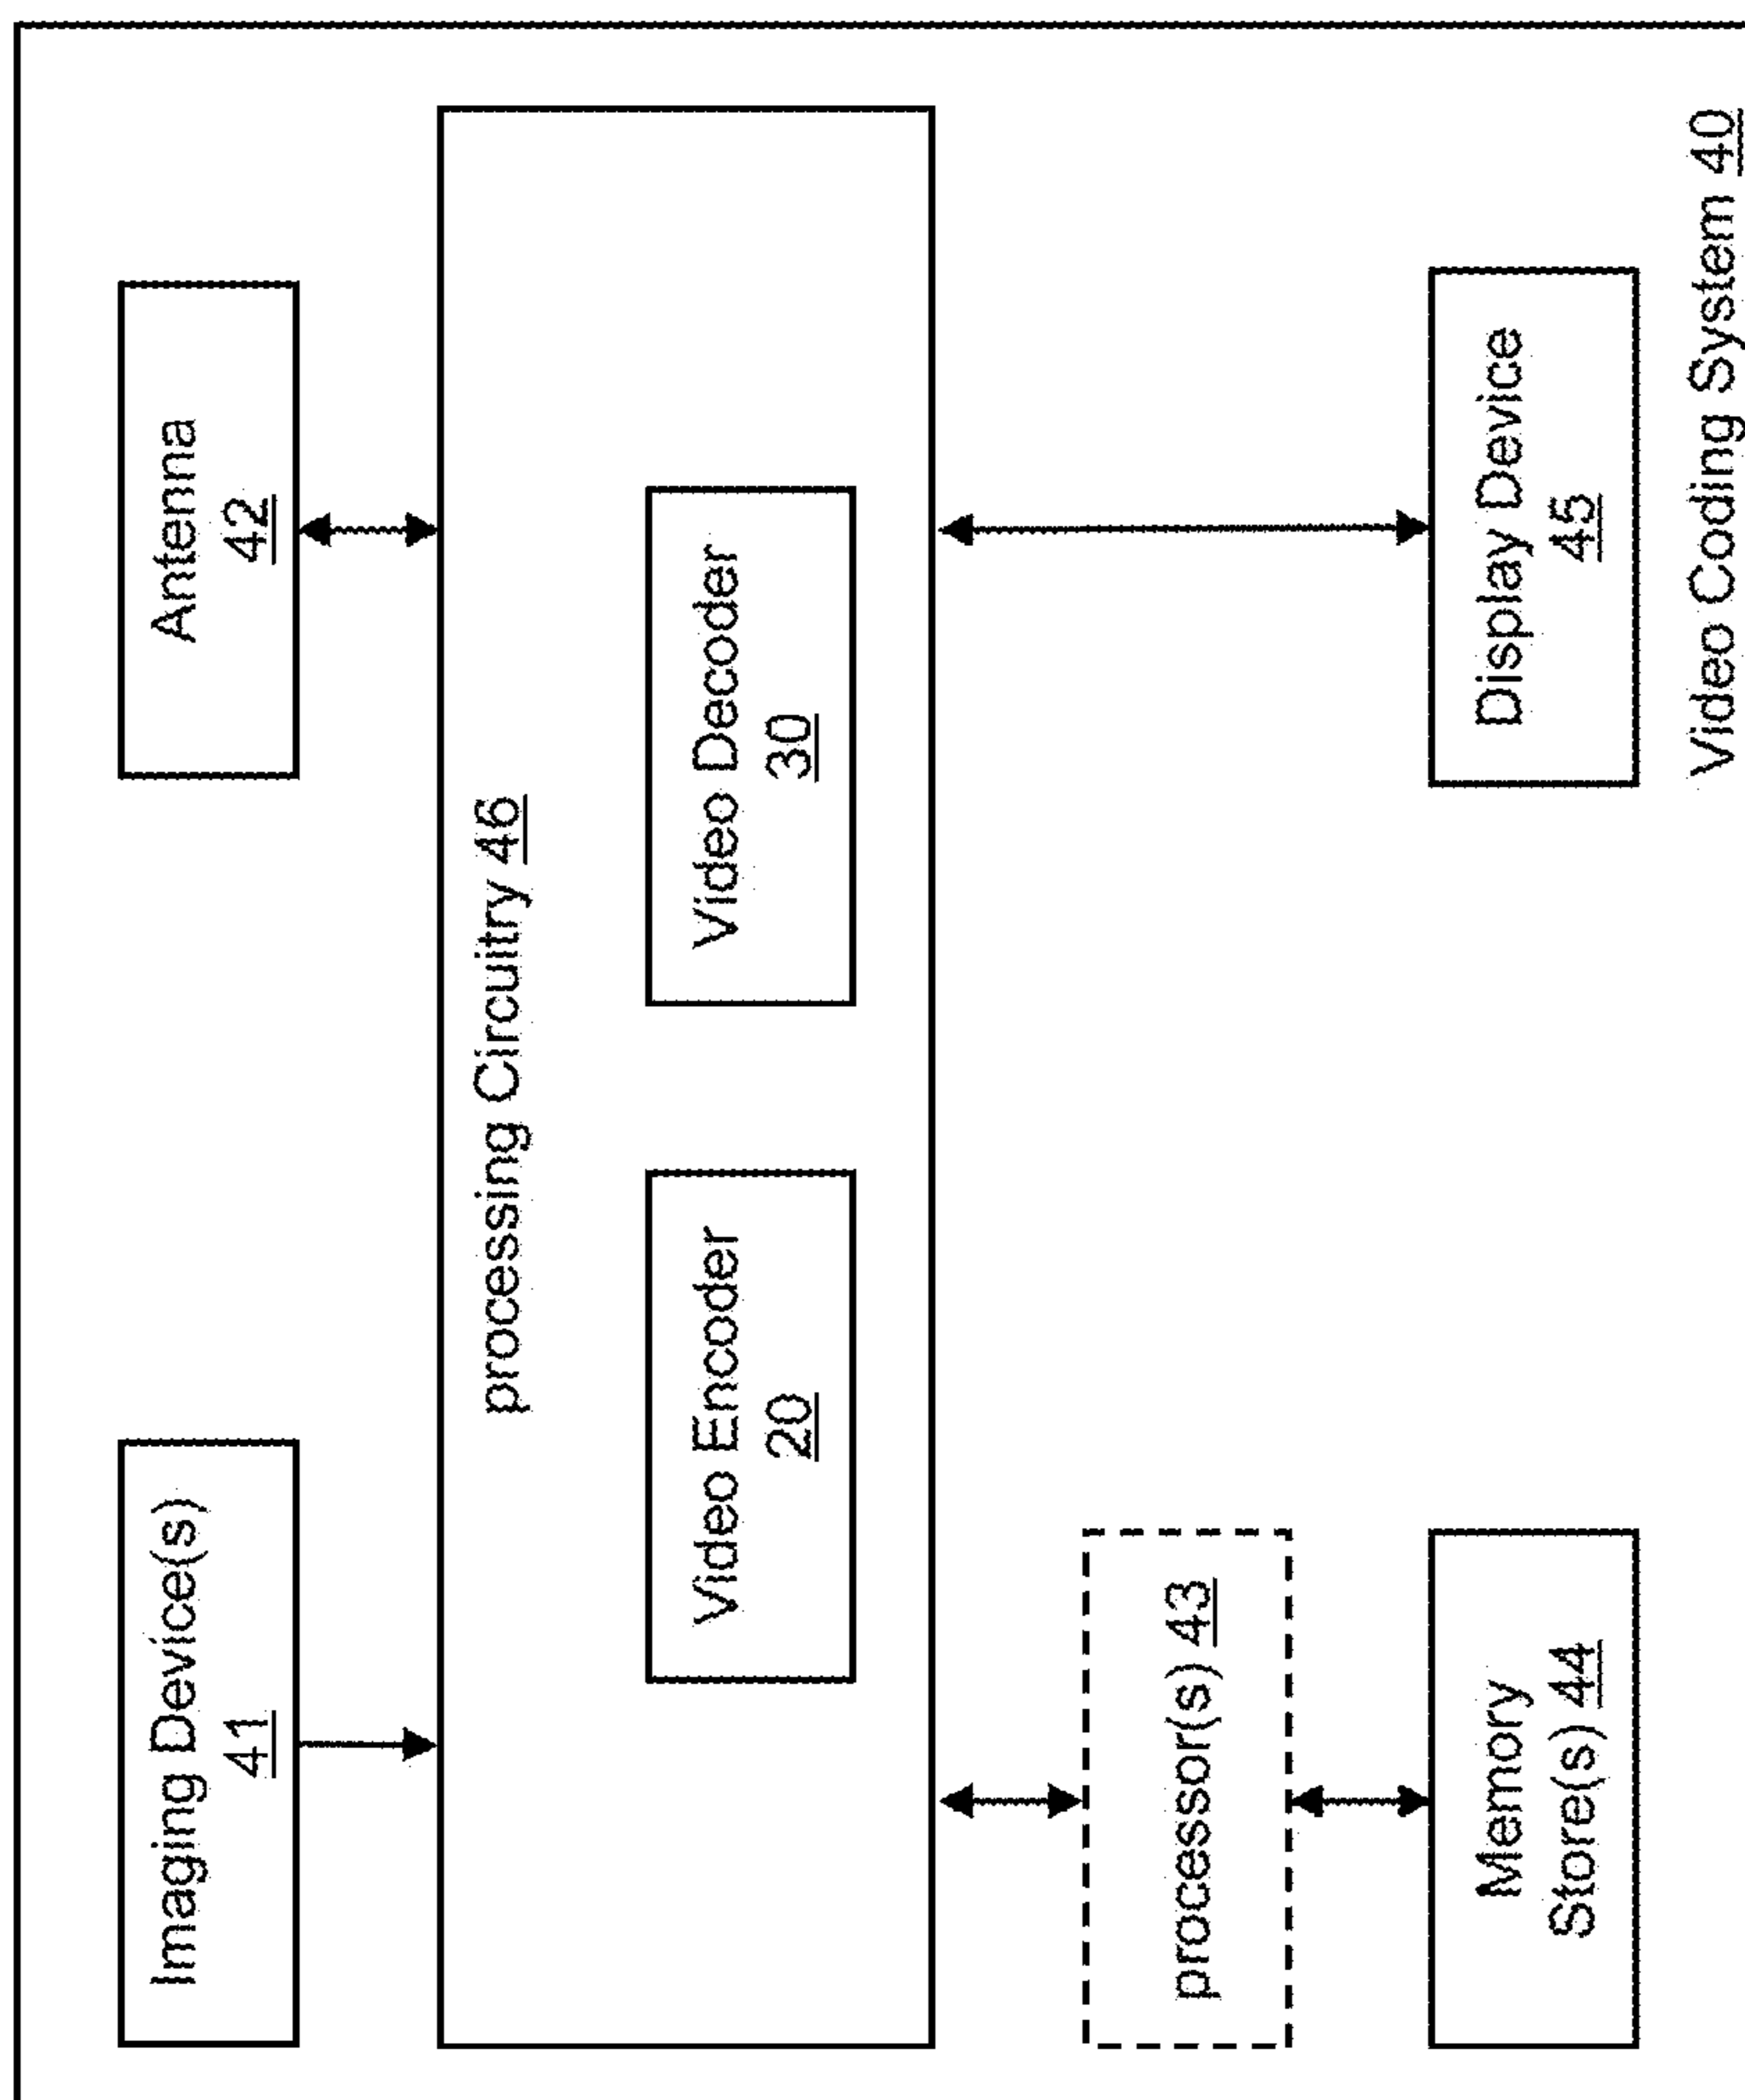 Imaging Device(s)
41
Antenna
42
processing Circuitry 46
Video Encoder
20
Video Decoder
30
processor(s) 43
Memory
Store(s) 44
Display Device
45
Video Coding System 40